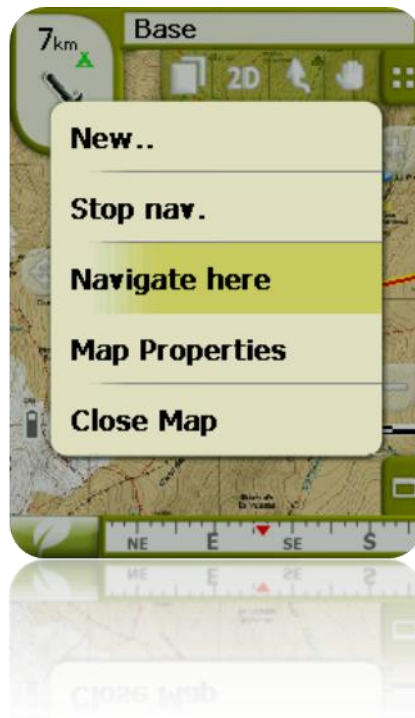 7km
Base
2D
New..
Stop nav.
Navigate here
Map Properties
Close Map
NE E SE S